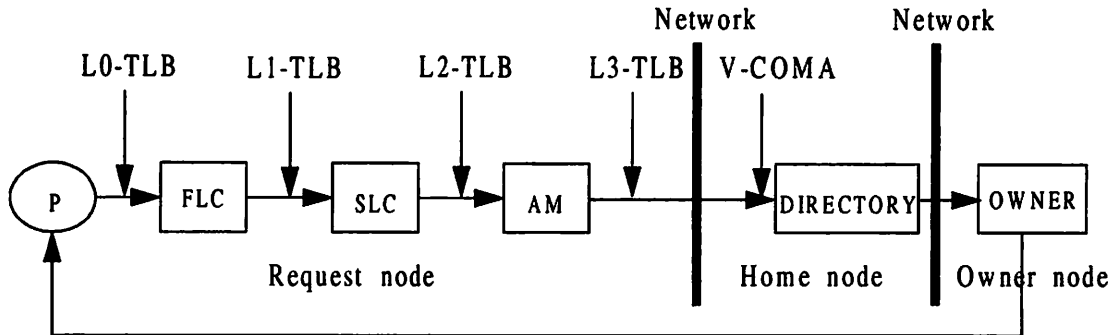 Network
Network
L0-TLB
L1-TLB
L2-TLB
L3-TLB
V-COMA
P
FLC
SLC
AM
DIRECTORY
OWNER
Request node
Home node
Owner node